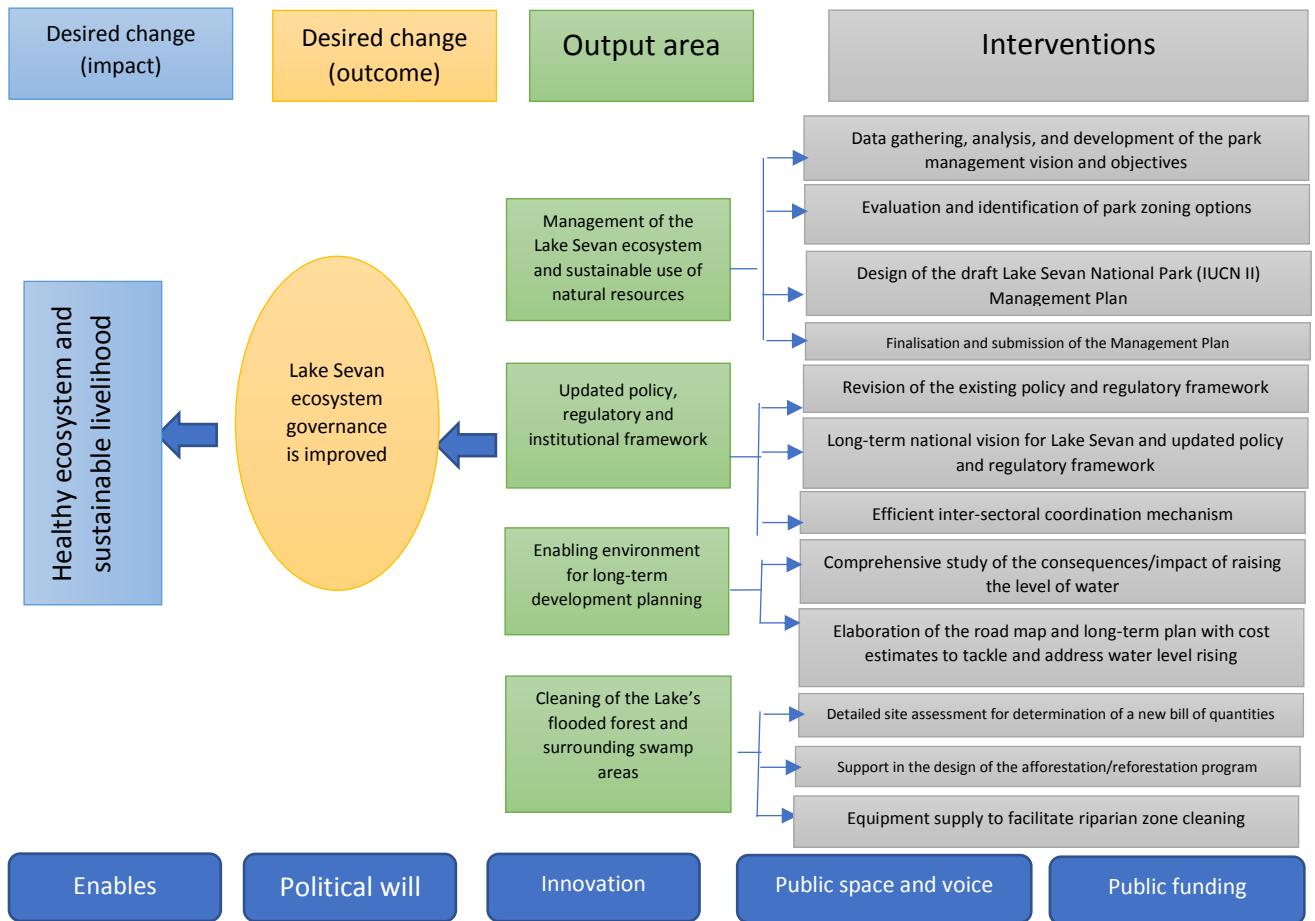 Desired change
(impact)
Desired change
(outcome)
Output area
Interventions
Healthy ecosystem and
sustainable livelihood
Lake Sevan
ecosystem
governance
is improved
Management of the
Lake Sevan ecosystem
and sustainable use of
natural resources
Data gathering, analysis, and development of the park
management vision and objectives
Evaluation and identification of park zoning options
Design of the draft Lake Sevan National Park (IUCN II)
Management Plan
Finalisation and submission of the Management Plan
Updated policy,
regulatory and
institutional framework
Revision of the existing policy and regulatory framework
Long-term national vision for Lake Sevan and updated policy
and regulatory framework
Efficient inter-sectoral coordination mechanism
Enabling environment
for long-term
development planning
Comprehensive study of the consequences/impact of raising
the level of water
Elaboration of the road map and long-term plan with cost
estimates to tackle and address water level rising
Cleaning of the Lake’s
flooded forest and
surrounding swamp
areas
Detailed site assessment for determination of a new bill of quantities
Support in the design of the afforestation/reforestation program
Equipment supply to facilitate riparian zone cleaning
Enables
Political will
Innovation
Public space and voice
Public funding